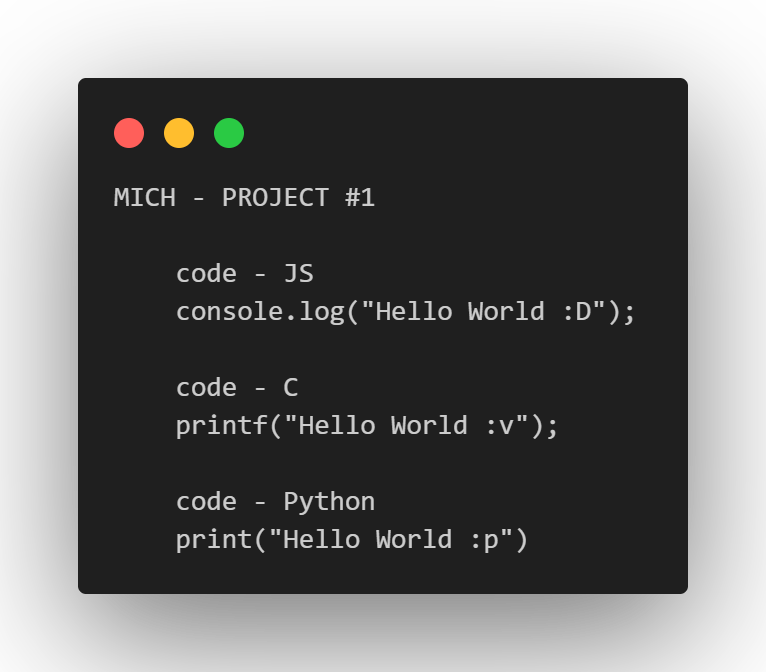 MICH - PROJECT #1
code - JS
console.log("Hello World :D");
code - C
printf("Hello World :v");
code - Python
print("Hello World :p")